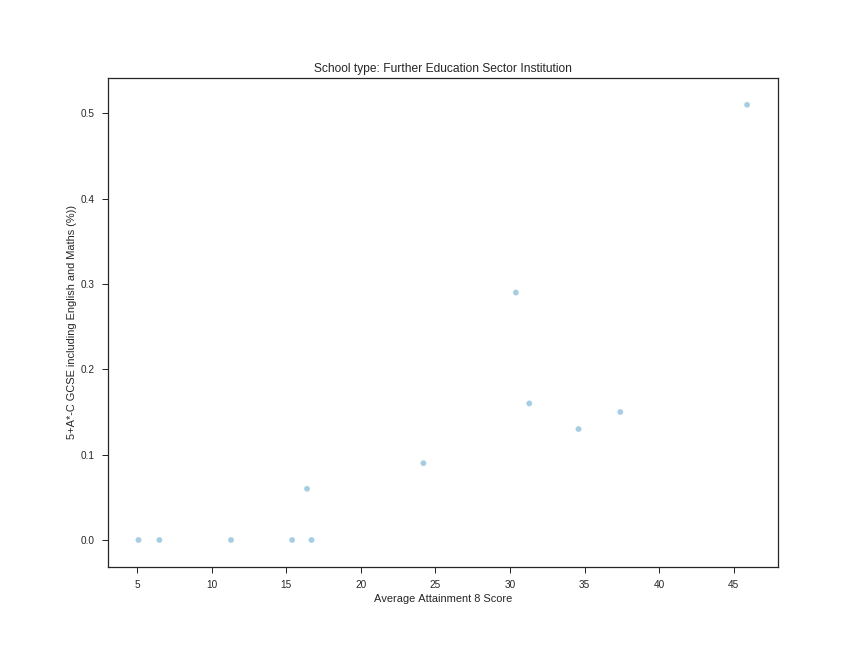 School type: Further Education Sector Institution
5+A*-C GCSE including English and Maths (%))
0.5
0.4
0.3
0.2
0.1
0.0
5 10 15 20 25 30 35 40 45
Average Attainment 8 Score